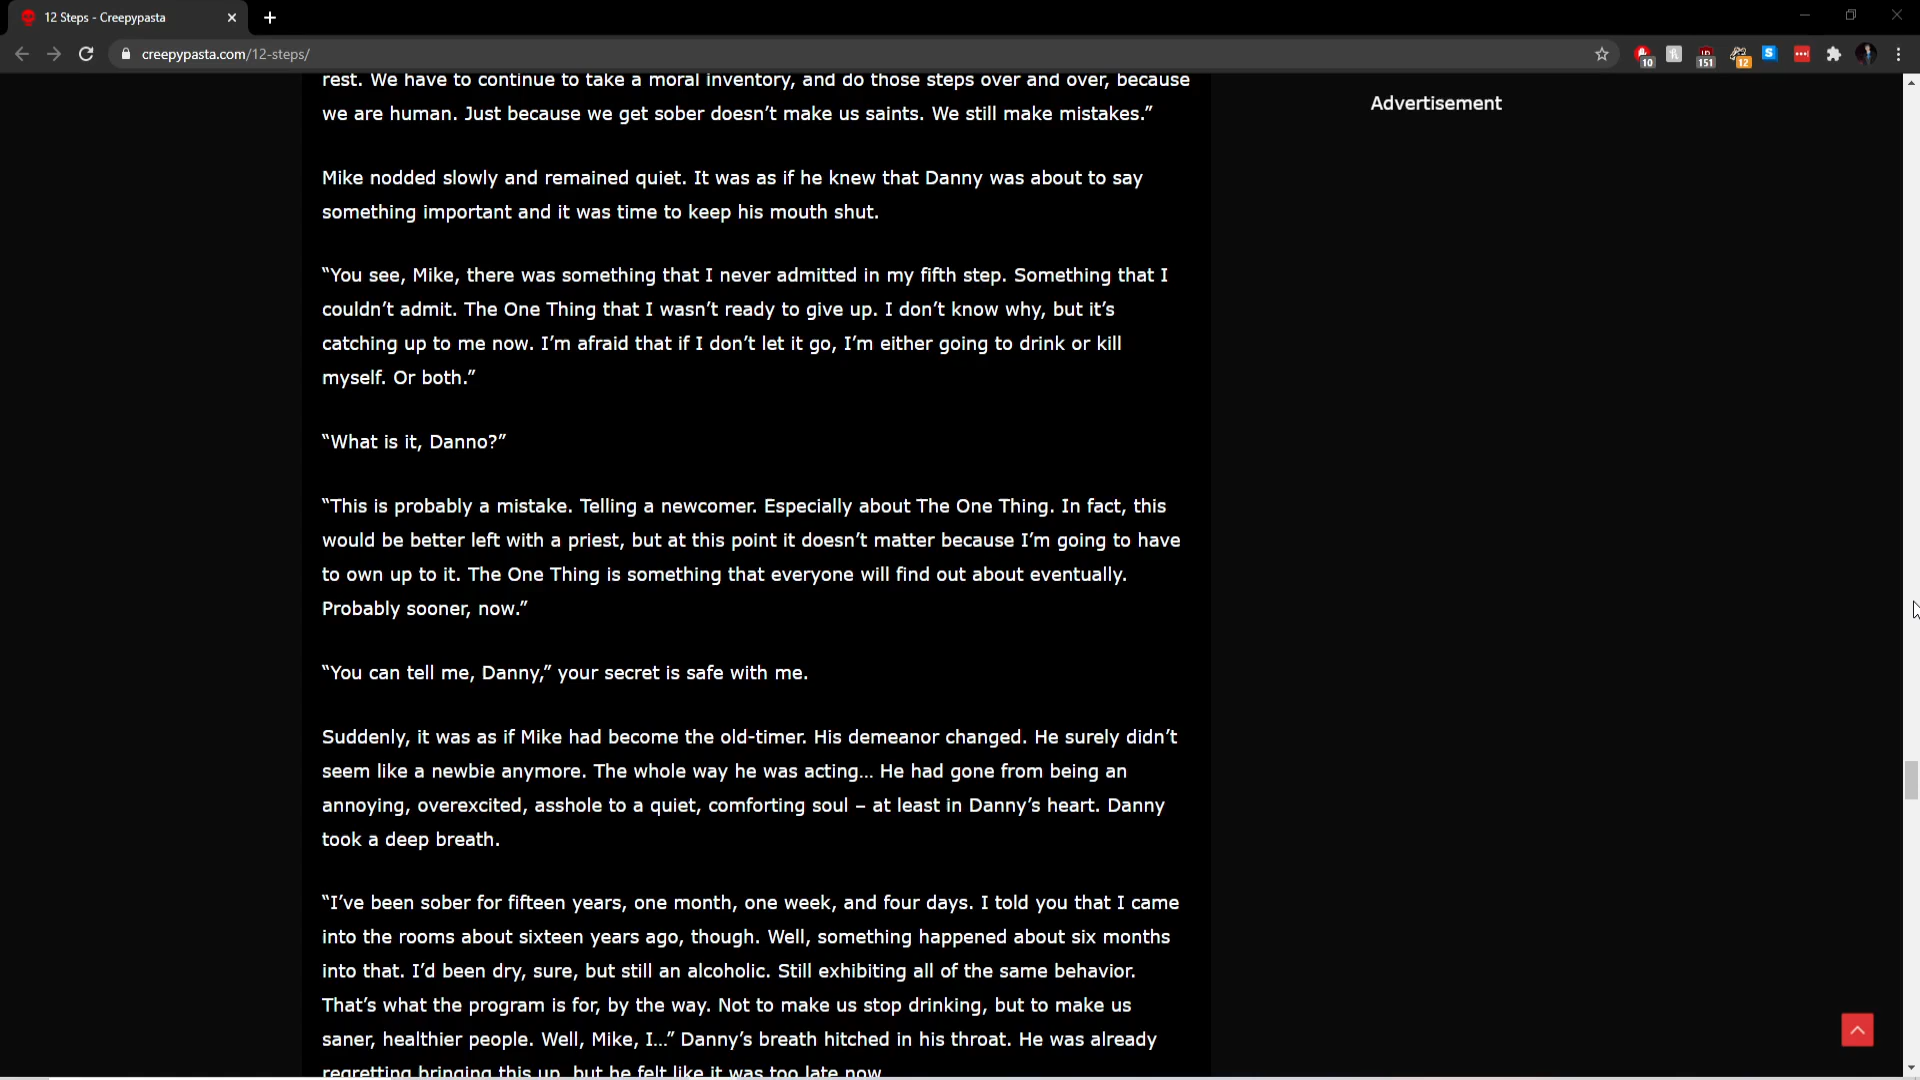 12 Steps - Creepypasta
creepypasta.com/12-steps/
10
151
12
S
rest. We have to continue to take a moral inventory, and do those steps over and over, because
we are human. Just because we get sober doesn’t make us saints. We still make mistakes.”
Advertisement
Mike nodded slowly and remained quiet. It was as if he knew that Danny was about to say
something important and it was time to keep his mouth shut.
“You see, Mike, there was something that I never admitted in my fifth step. Something that I
couldn’t admit. The One Thing that I wasn’t ready to give up. I don’t know why, but it’s
catching up to me now. I’m afraid that if I don’t let it go, I’m either going to drink or kill
myself. Or both.”
“What is it, Danno?”
“This is probably a mistake. Telling a newcomer. Especially about The One Thing. In fact, this
would be better left with a priest, but at this point it doesn’t matter because I’m going to have
to own up to it. The One Thing is something that everyone will find out about eventually.
Probably sooner, now.”
“You can tell me, Danny,” your secret is safe with me.
Suddenly, it was as if Mike had become the old-timer. His demeanor changed. He surely didn’t
seem like a newbie anymore. The whole way he was acting… He had gone from being an
annoying, overexcited, asshole to a quiet, comforting soul – at least in Danny’s heart. Danny
took a deep breath.
“I’ve been sober for fifteen years, one month, one week, and four days. I told you that I came
into the rooms about sixteen years ago, though. Well, something happened about six months
into that. I’d been dry, sure, but still an alcoholic. Still exhibiting all of the same behavior.
That’s what the program is for, by the way. Not to make us stop drinking, but to make us
saner, healthier people. Well, Mike, I…” Danny’s breath hitched in his throat. He was already
regretting bringing this up, but he felt like it was too late now.